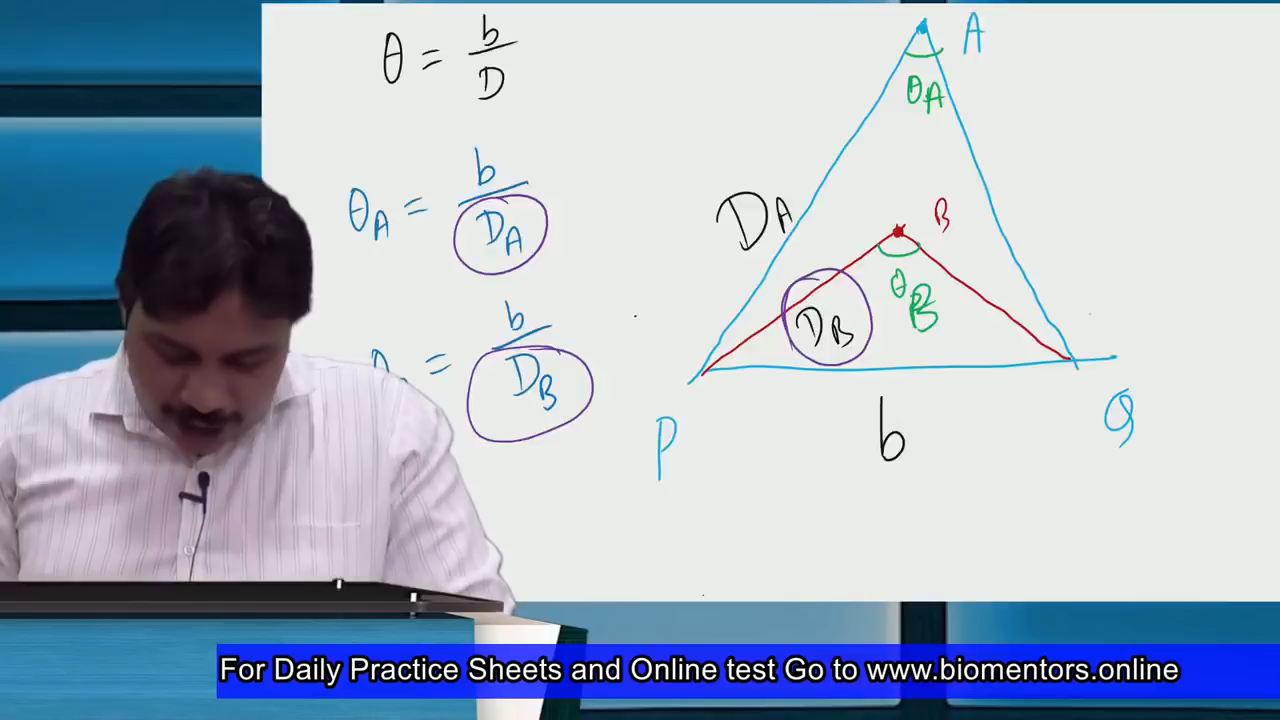 θ = b/D
θA = b/DA
= b/DB
A
θA
DA
B
θB
DB
P
b
Q
For Daily Practice Sheets and Online test Go to www.biomentors.online